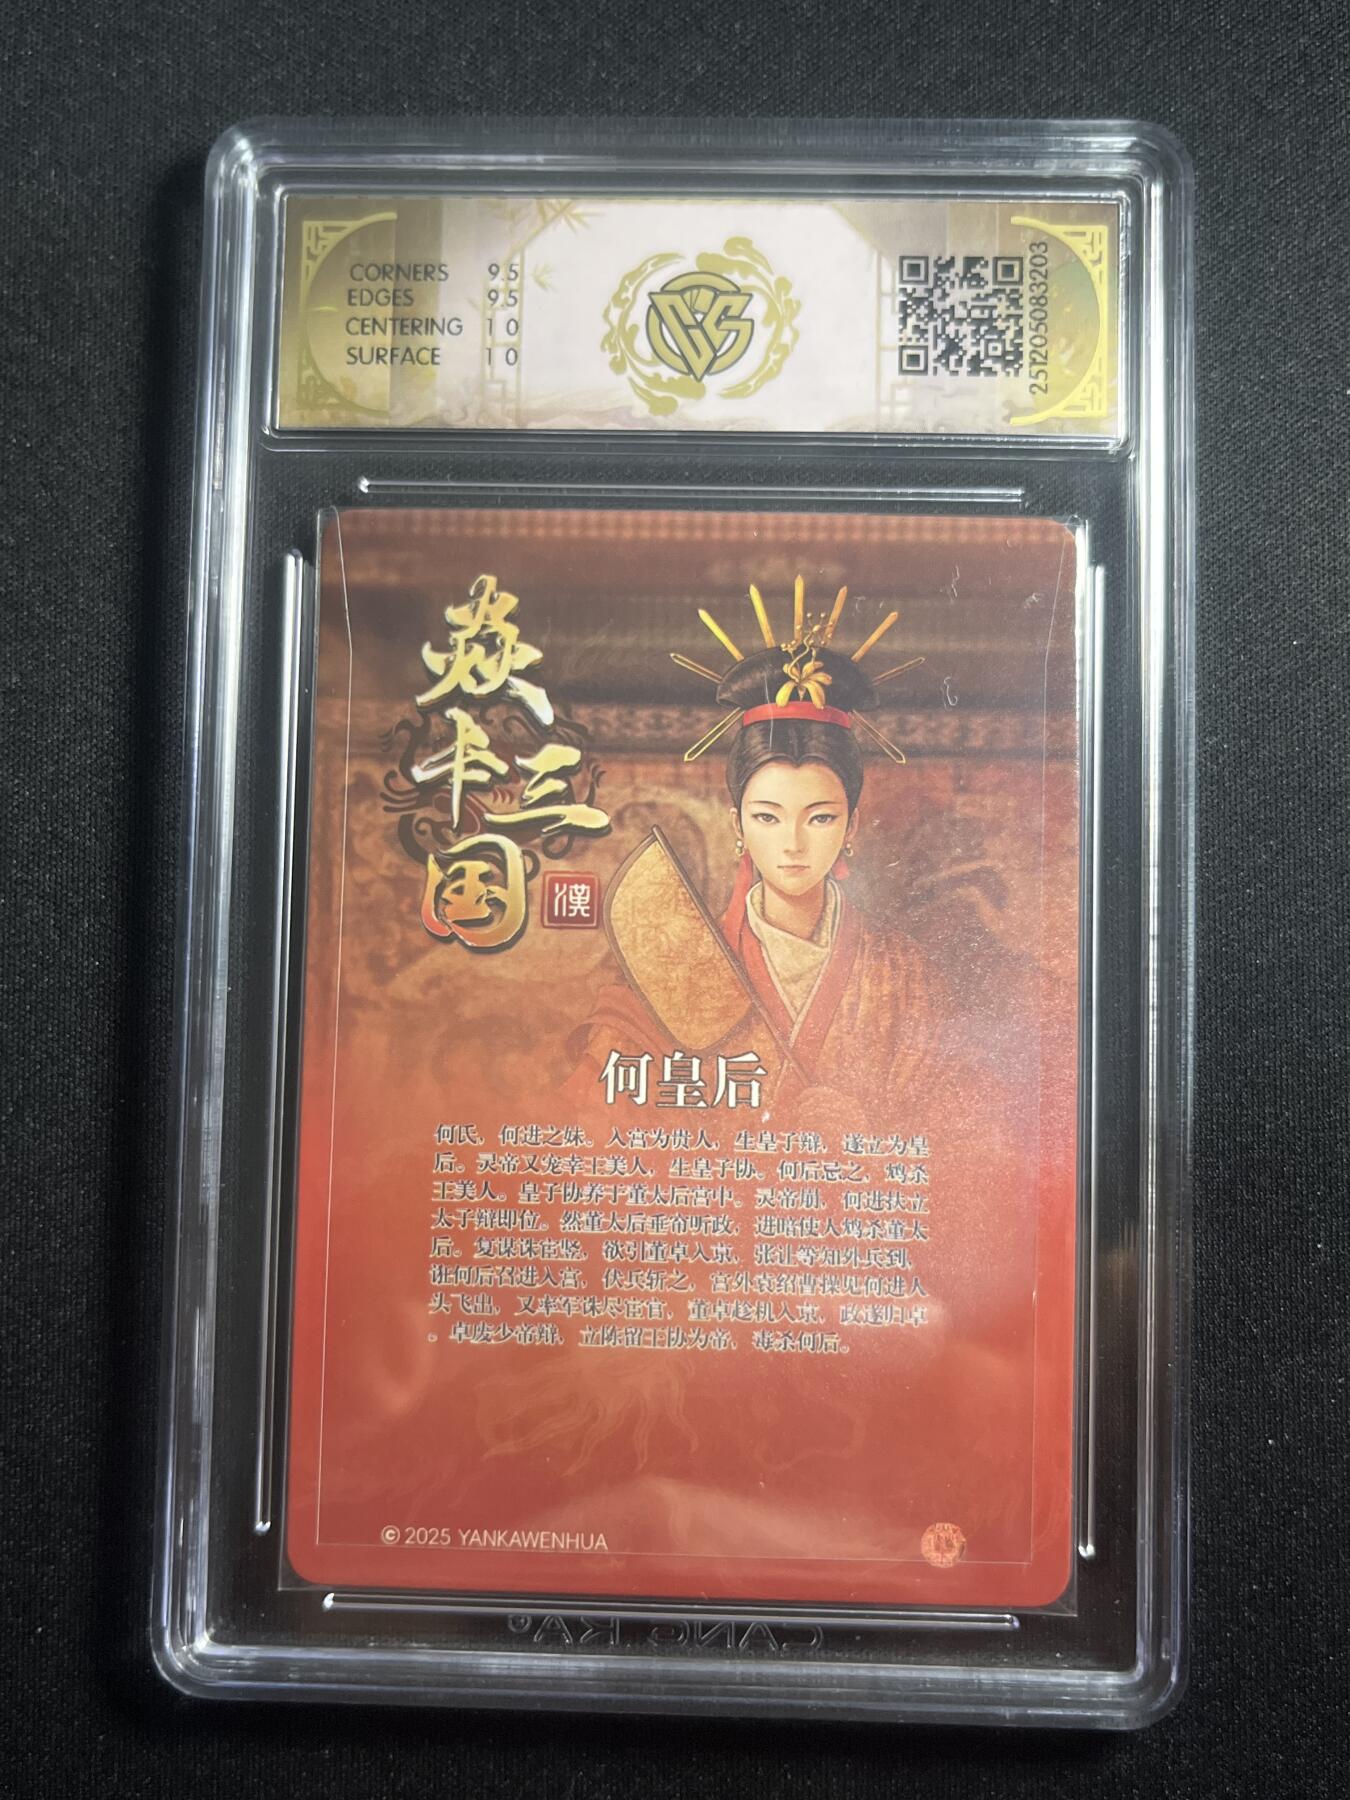 CORNERS 9.5
EDGES 9.5
CENTERING 10
SURFACE 10
CVS
251205083203
焱卡三国
漢
何皇后
何氏，何进之妹。入宫为贵人，生皇子辩，遂立为皇
后。灵帝又宠幸王美人，生皇子协。何后忌之，鸩杀
王美人。皇子协养于董太后宫中。灵帝崩，何进扶立
太子辩即位。然董太后垂帘听政，进暗使人鸩杀董太
后。复谋诛宦竖，欲引董卓入京，张让等知外兵到，
诳何后召进入宫，伏兵斩之，宫外袁绍曹操见何进人
头飞出，又率军诛尽宦官，董卓趁机入京，政遂归卓
。卓废少帝辩，立陈留王协为帝，毒杀何后。
© 2025 YANKAWENHUA